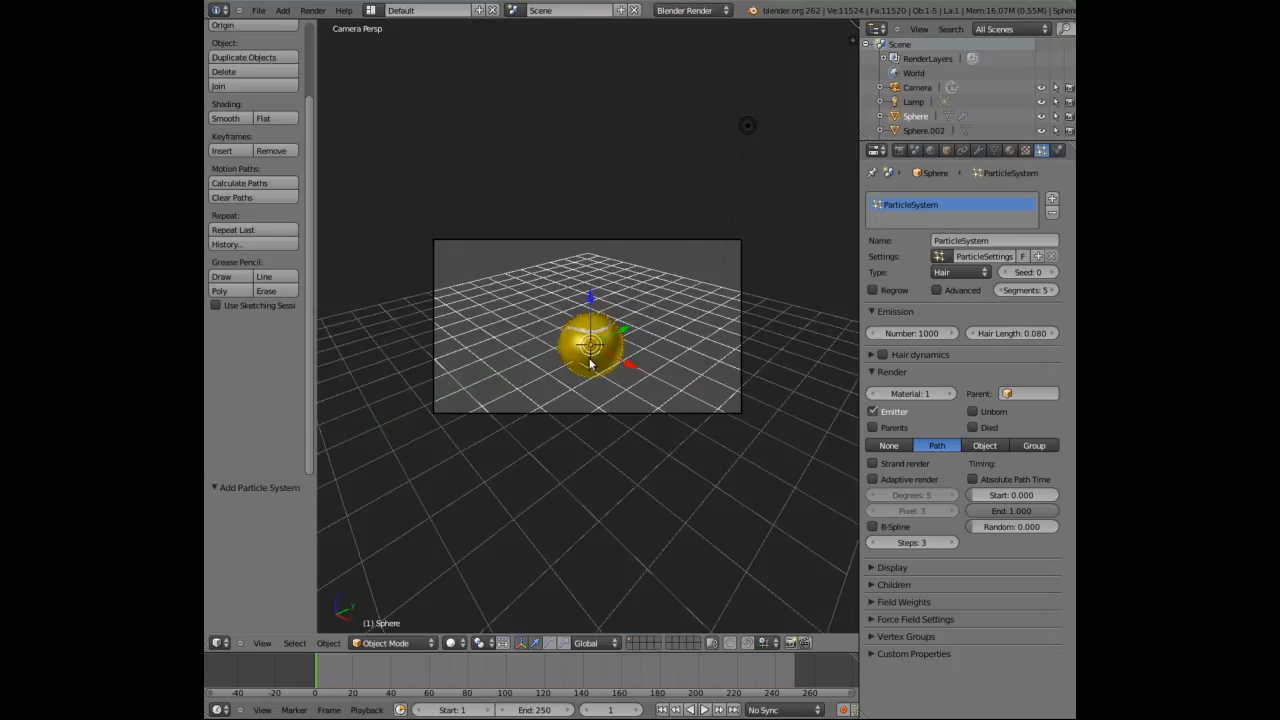 File Add Render Help Default Scene Blender Render blender.org 262 | Ve:11524 | Fa:11520 | Ob:1-5 | La:1 | Mem:16.07M (0.55M) | Sphere
Origin
Object:
Duplicate Objects
Delete
Join
Shading:
Smooth Flat
Keyframes:
Insert Remove
Motion Paths:
Calculate Paths
Clear Paths
Repeat:
Repeat Last
History...
Grease Pencil:
Draw Line
Poly Erase
Use Sketching Sessi
Add Particle System
Camera Persp
(1) Sphere
View Select Object Object Mode Global
-40 -20 0 20 40 60 80 100 120 140 160 180 200 220 240 260
View Marker Frame Playback Start: 1 End: 250 1 No Sync
View Search All Scenes
Scene
RenderLayers
World
Camera
Lamp
Sphere
Sphere.002
Sphere ParticleSystem
ParticleSystem
Name: ParticleSystem
Settings: ParticleSettings F
Type: Hair Seed: 0
Regrow Advanced Segments: 5
Emission
Number: 1000 Hair Length: 0.080
Hair dynamics
Render
Material: 1 Parent:
Emitter Unborn
Parents Died
None Path Object Group
Strand render Timing:
Adaptive render Absolute Path Time
Degrees: 5 Start: 0.000
Pixel: 3 End: 1.000
B-Spline Random: 0.000
Steps: 3
Display
Children
Field Weights
Force Field Settings
Vertex Groups
Custom Properties